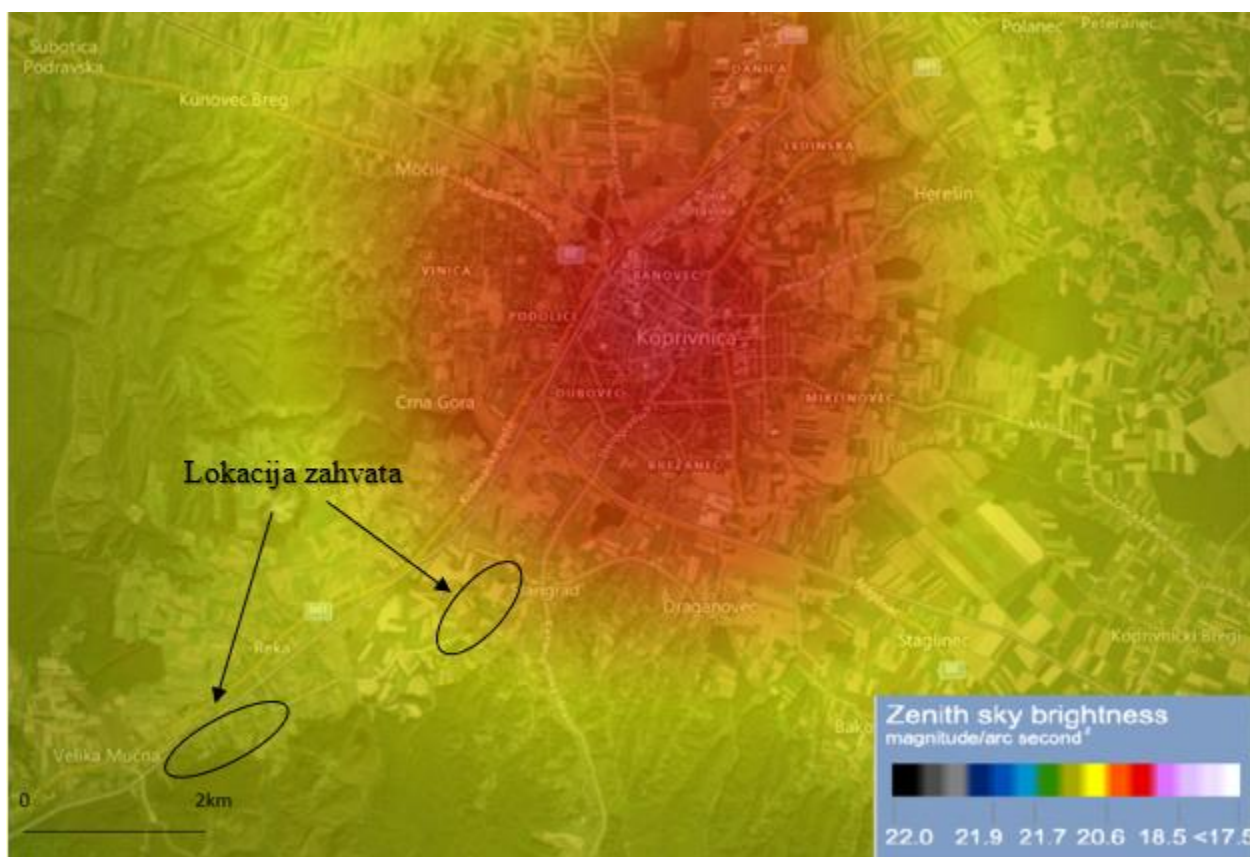 Polanec
Peteranec
Subotica
Podravska
DANICA
Kunovec Breg
LEDINSKA
Močile
Herešin
VINICA
BANOVEC
PODOLICE
Koprivnica
DUBOVEC
MIKLINOVEC
Crna Gora
BREŽANEC
Lokacija zahvata
Draganovec
Štaglinec
Koprivnički Bregi
Reka
Velika Mučna
0 2km
Zenith sky brightness
magnitude/arc second²
22.0 21.9 21.7 20.6 18.5 <17.5